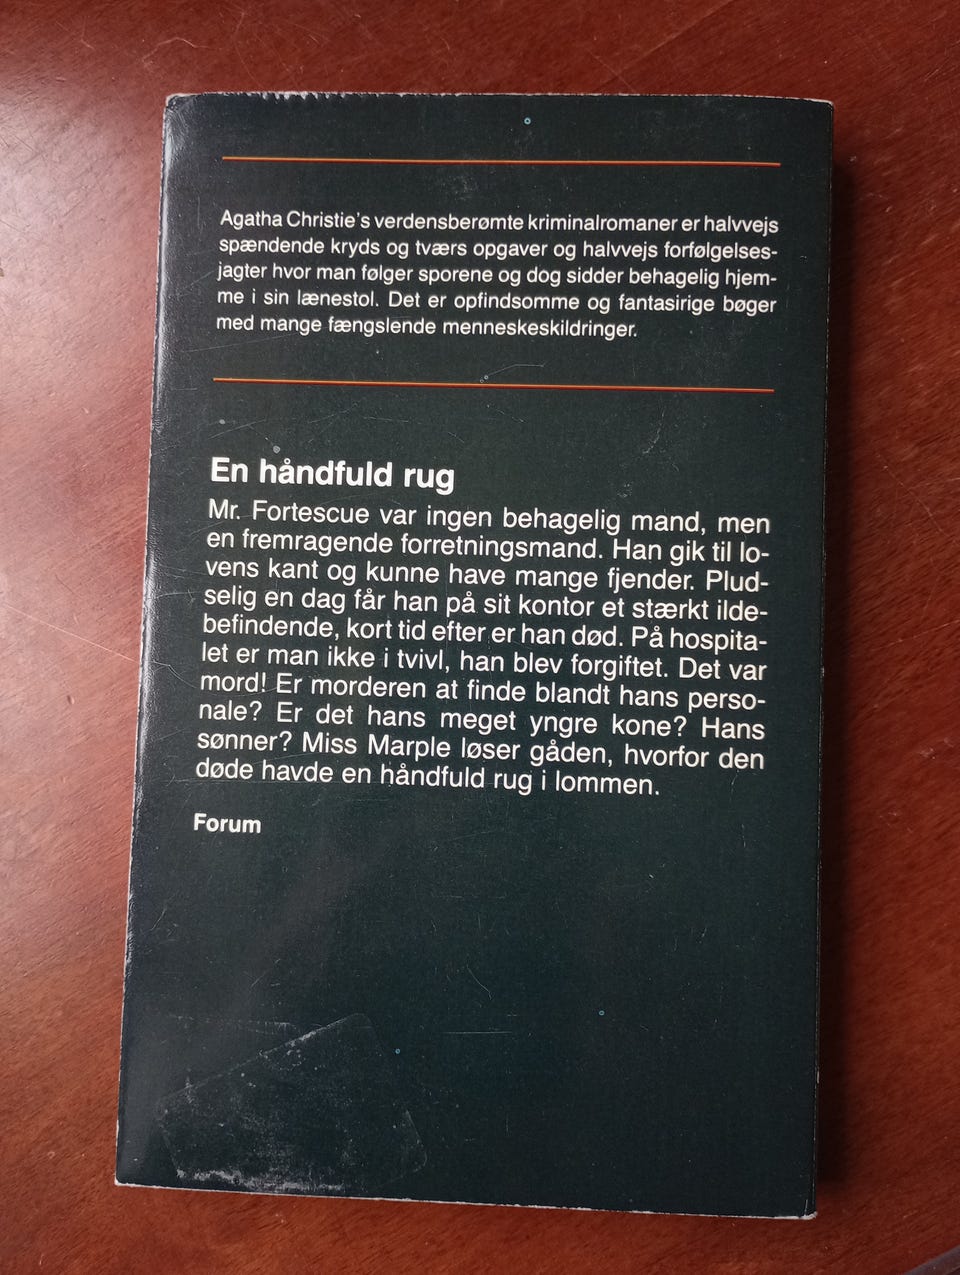 Agatha Christie's verdensberømte kriminalromaner er halvvejs
spændende kryds og tværs opgaver og halvvejs forfølgelses-
jagter hvor man følger sporene og dog sidder behagelig hjem-
me i sin lænestol. Det er opfindsomme og fantasirige bøger
med mange fængslende menneskeskildringer.
En håndfuld rug
Mr. Fortescue var ingen behagelig mand, men
en fremragende forretningsmand. Han gik til lo-
vens kant og kunne have mange fjender. Plud-
selig en dag får han på sit kontor et stærkt ilde-
befindende, kort tid efter er han død. På hospita-
let er man ikke i tvivl, han blev forgiftet. Det var
mord! Er morderen at finde blandt hans perso-
nale? Er det hans meget yngre kone? Hans
sønner? Miss Marple løser gåden, hvorfor den
døde havde en håndfuld rug i lommen.
Forum